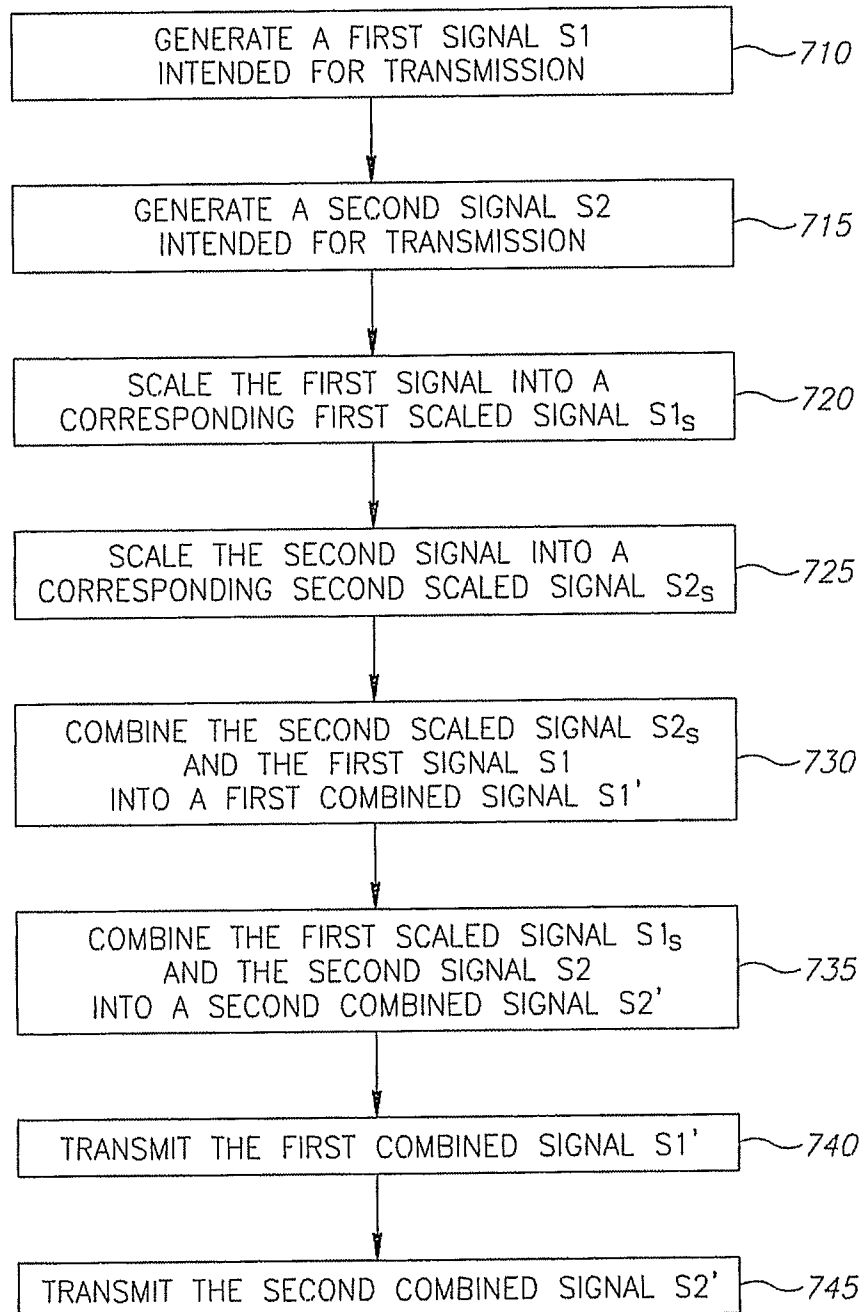 GENERATE A FIRST SIGNAL S1
INTENDED FOR TRANSMISSION
710
GENERATE A SECOND SIGNAL S2
INTENDED FOR TRANSMISSION
715
SCALE THE FIRST SIGNAL INTO A
CORRESPONDING FIRST SCALED SIGNAL S1S
720
SCALE THE SECOND SIGNAL INTO A
CORRESPONDING SECOND SCALED SIGNAL S2S
725
COMBINE THE SECOND SCALED SIGNAL S2S
AND THE FIRST SIGNAL S1
INTO A FIRST COMBINED SIGNAL S1'
730
COMBINE THE FIRST SCALED SIGNAL S1S
AND THE SECOND SIGNAL S2
INTO A SECOND COMBINED SIGNAL S2'
735
TRANSMIT THE FIRST COMBINED SIGNAL S1'
740
TRANSMIT THE SECOND COMBINED SIGNAL S2'
745